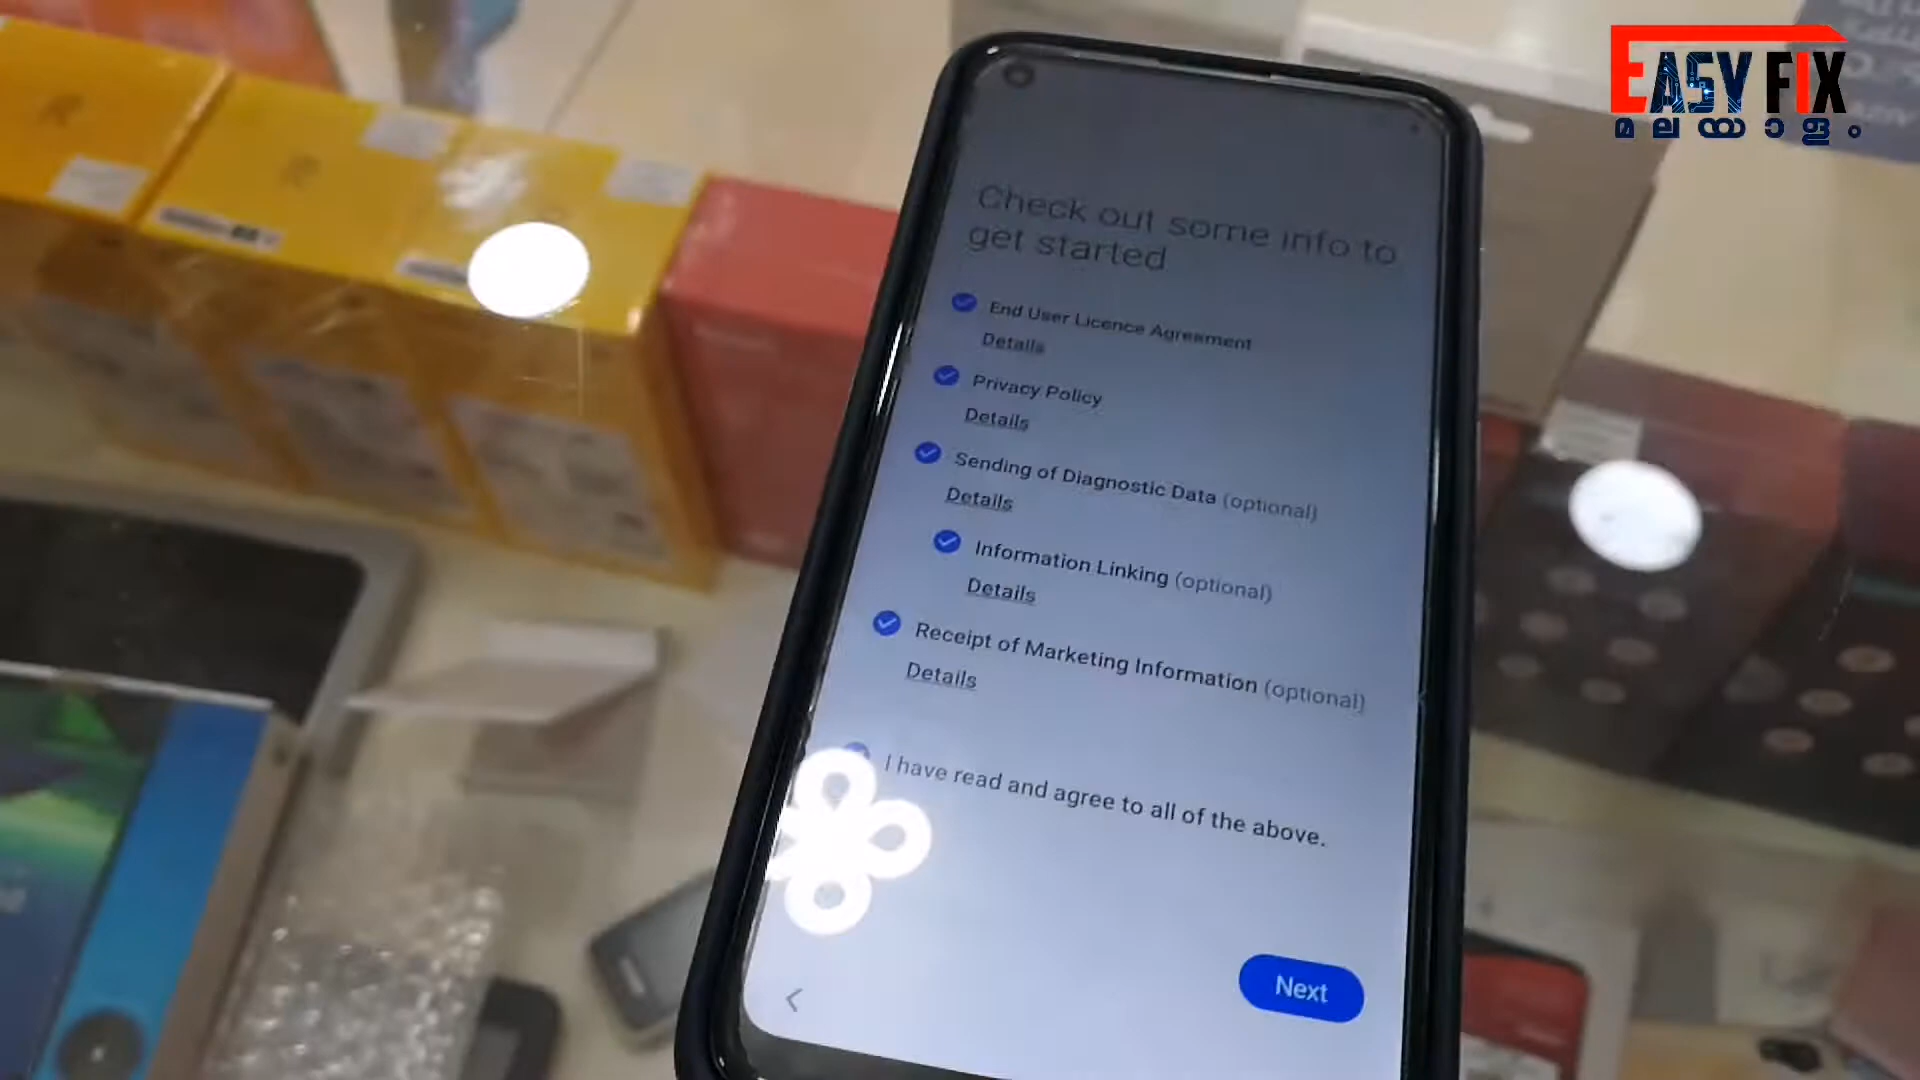 EASY FIX
മലയാളം
Check out some info to
get started
End User Licence Agreement
Details
Privacy Policy
Details
Sending of Diagnostic Data (optional)
Details
Information Linking (optional)
Details
Receipt of Marketing Information (optional)
Details
I have read and agree to all of the above.
Next